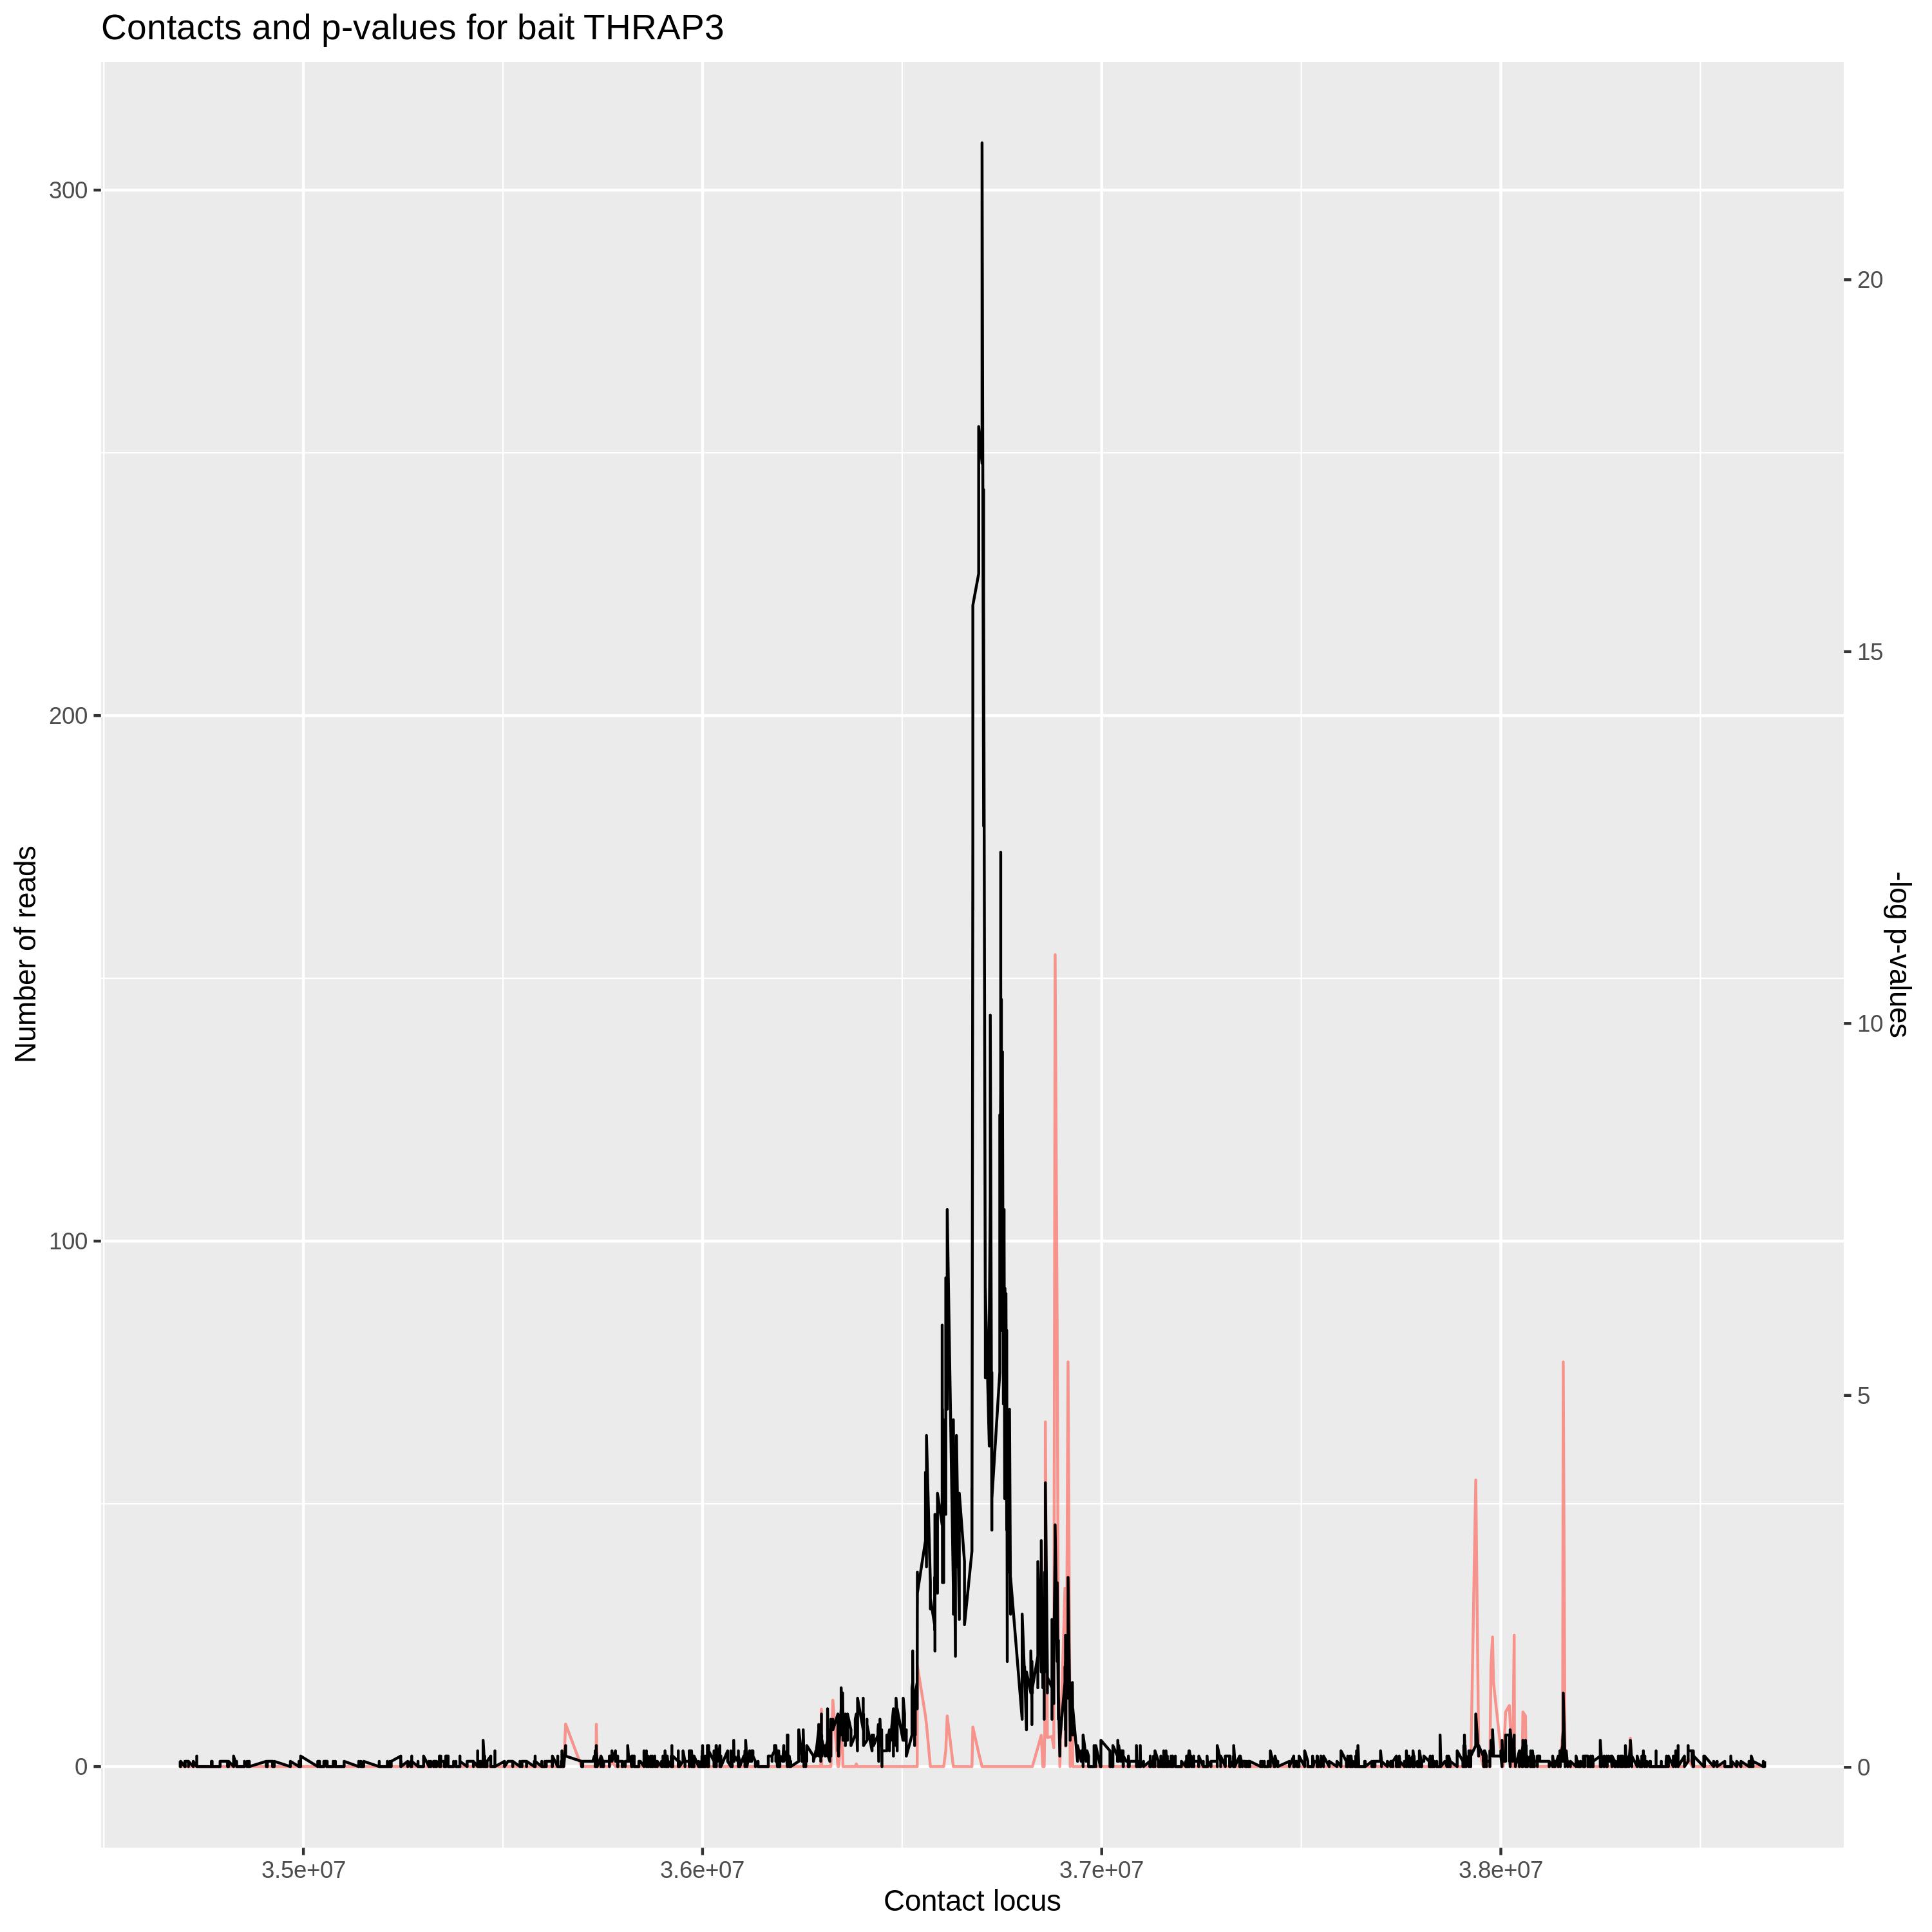 Contacts and p-values for bait THRAP3
300
200
100
0
Number of reads
20
15
10
5
0
-log p-values
3.5e+07
3.6e+07
3.7e+07
3.8e+07
Contact locus